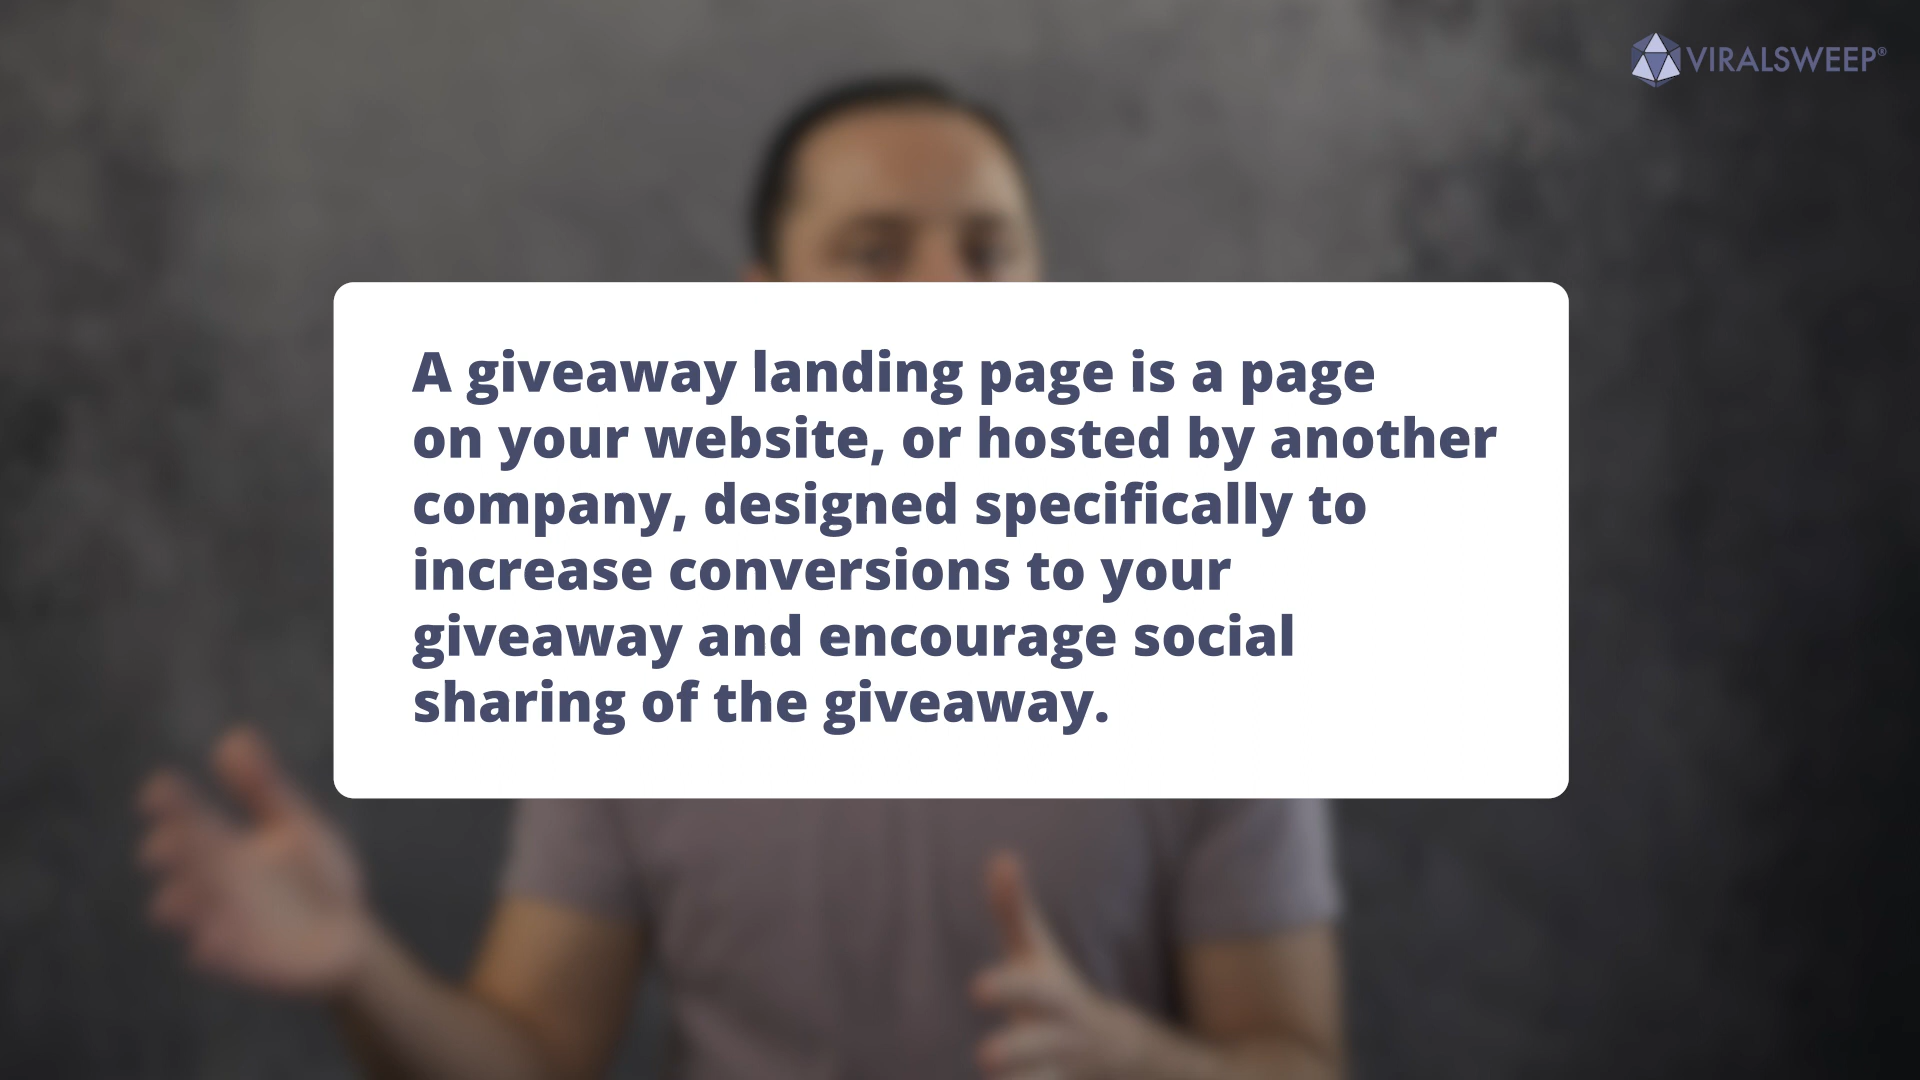 VIRALSWEEP®
A giveaway landing page is a page
on your website, or hosted by another
company, designed specifically to
increase conversions to your
giveaway and encourage social
sharing of the giveaway.